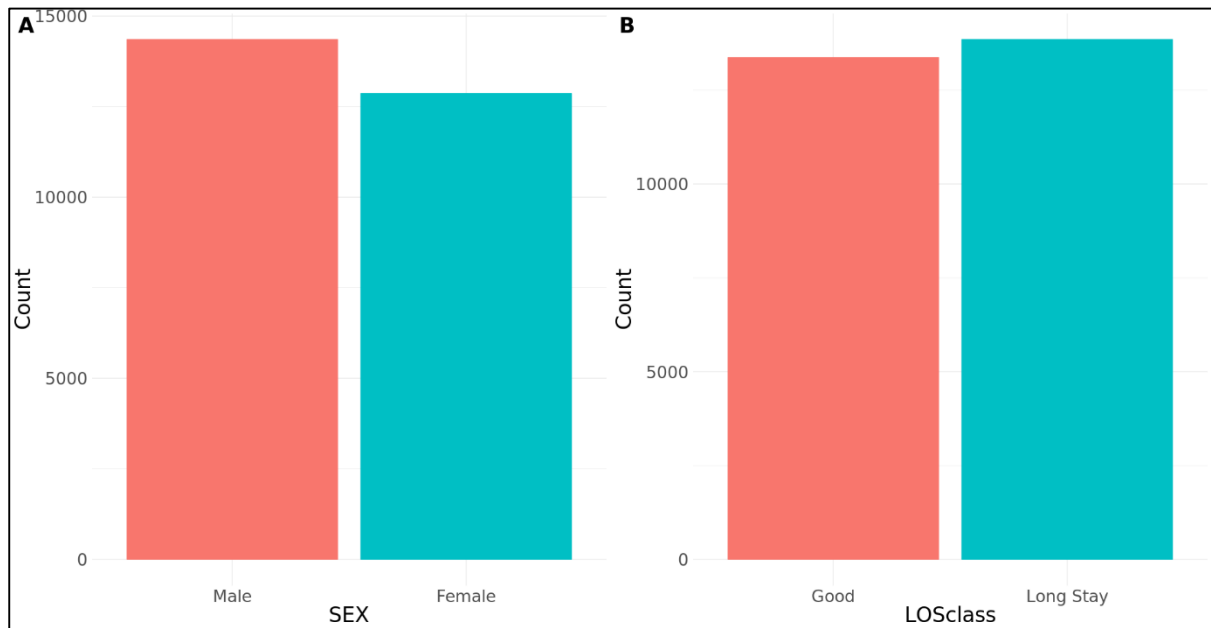 A
15000
10000
5000
0
Count
Male Female
SEX
B
10000
5000
0
Count
Good Long Stay
LOSclass